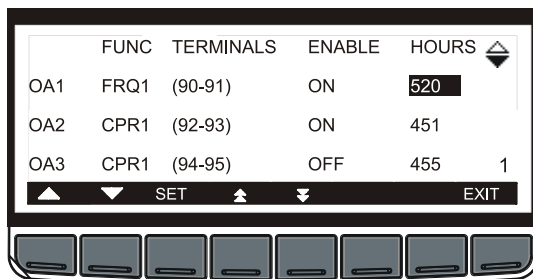 FUNC TERMINALS ENABLE HOURS
OA1 FRQ1 (90-91) ON 520
OA2 CPR1 (92-93) ON 451
OA3 CPR1 (94-95) OFF 455 1
SET EXIT